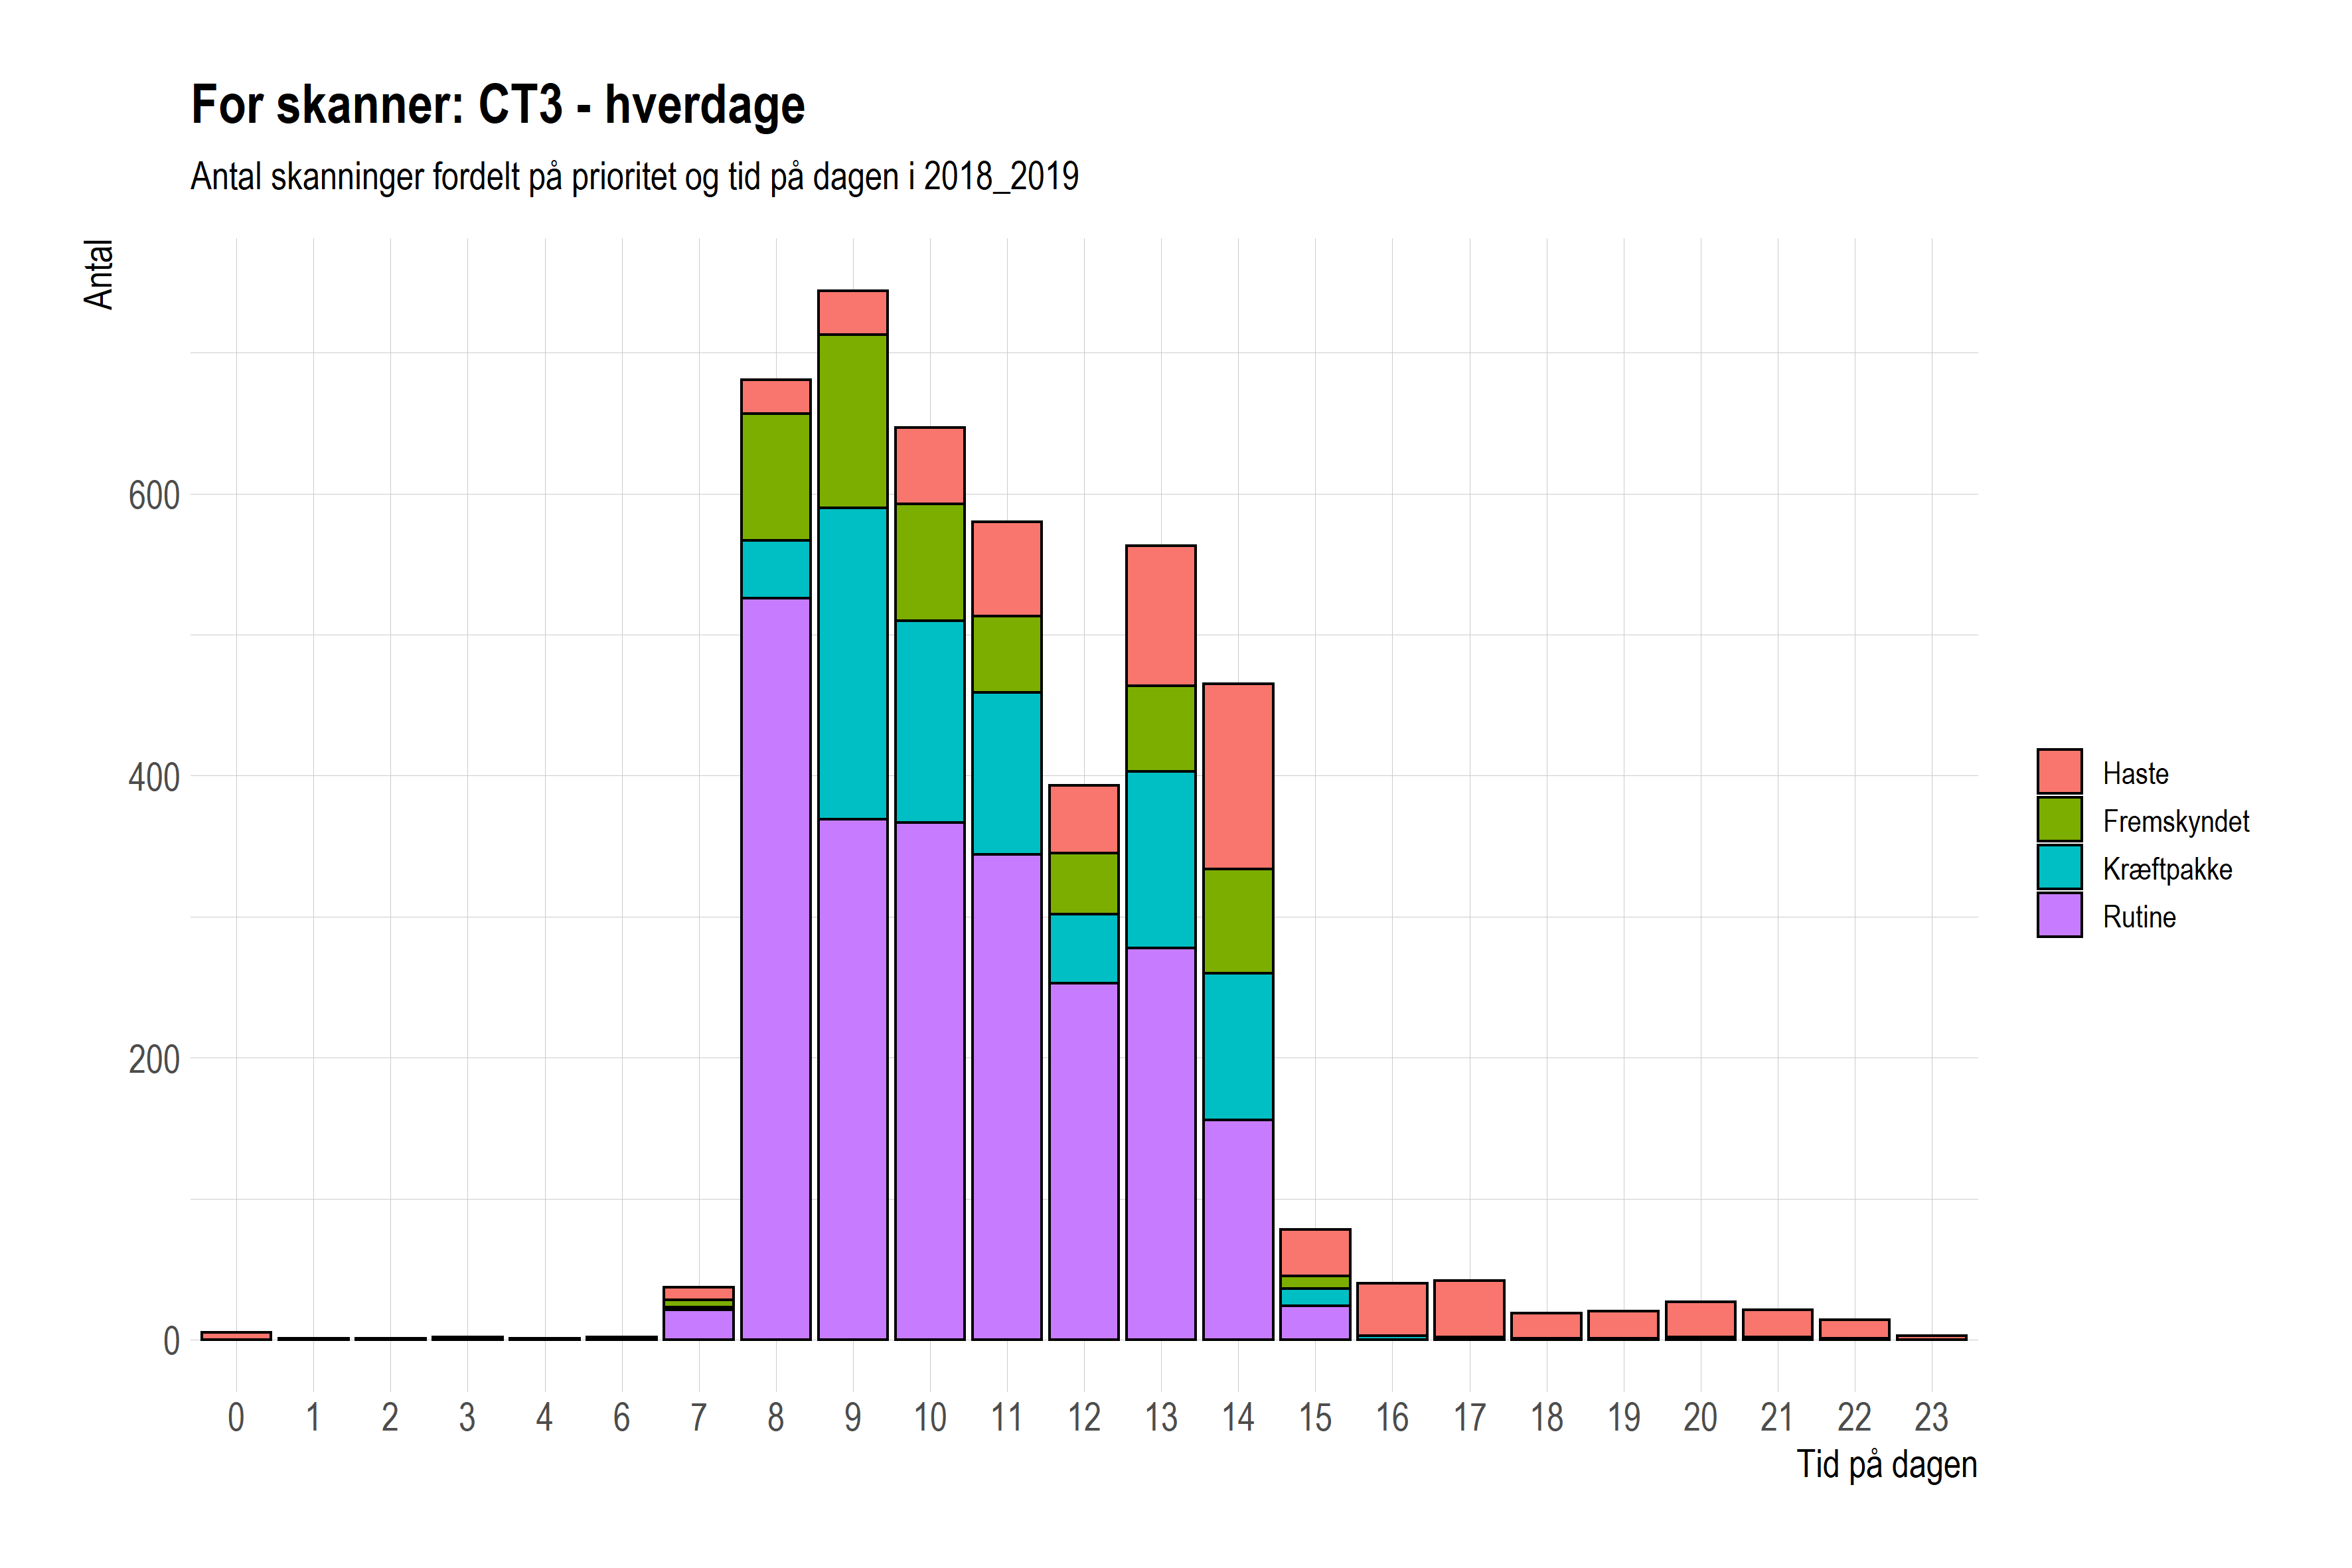 For skanner: CT3 - hverdage
Antal skanninger fordelt på prioritet og tid på dagen i 2018_2019
Antal
600
400
200
0
0 1 2 3 4 6 7 8 9 10 11 12 13 14 15 16 17 18 19 20 21 22 23
Tid på dagen
Haste
Fremskyndet
Kræftpakke
Rutine